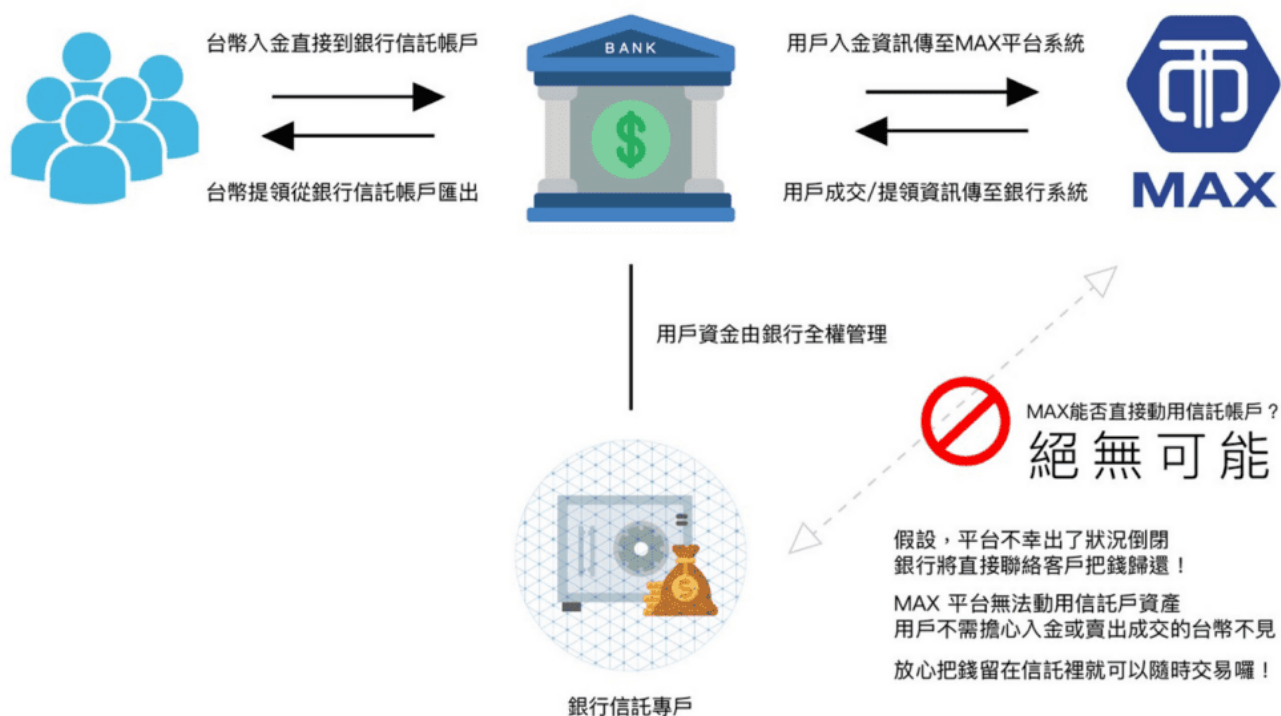 台幣入金直接到銀行信託帳戶
BANK
用戶入金資訊傳至MAX平台系統
台幣提領從銀行信託帳戶匯出
$
用戶成交/提領資訊傳至銀行系統
MAX
用戶資金由銀行全權管理
MAX能否直接動用信託帳戶？
絕無可能
$
假設，平台不幸出了狀況倒閉
銀行將直接聯絡客戶把錢歸還！
MAX 平台無法動用信託戶資產
用戶不需擔心入金或賣出成交的台幣不見
放心把錢留在信託裡就可以隨時交易囉！
銀行信託專戶